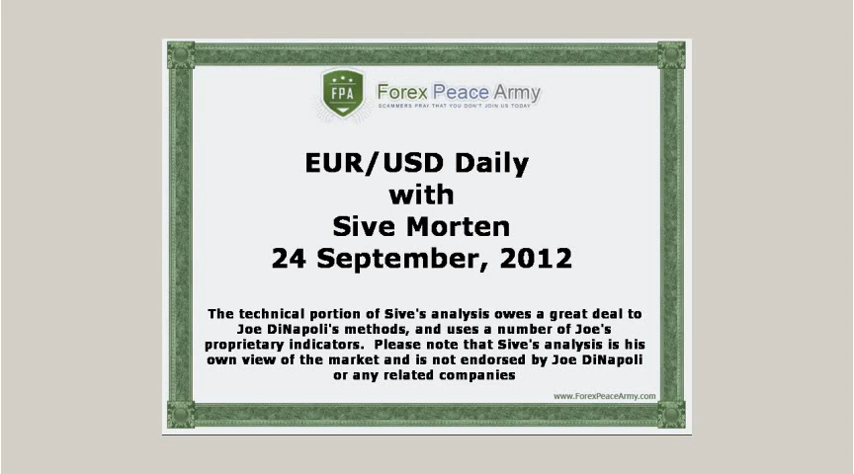 FPA
Forex Peace Army
SCAMMERS PRAY THAT YOU DON'T JOIN US TODAY
EUR/USD Daily
with
Sive Morten
24 September, 2012
The technical portion of Sive's analysis owes a great deal to
Joe DiNapoli's methods, and uses a number of Joe's
proprietary indicators.  Please note that Sive's analysis is his
own view of the market and is not endorsed by Joe DiNapoli
or any related companies
www.ForexPeaceArmy.com